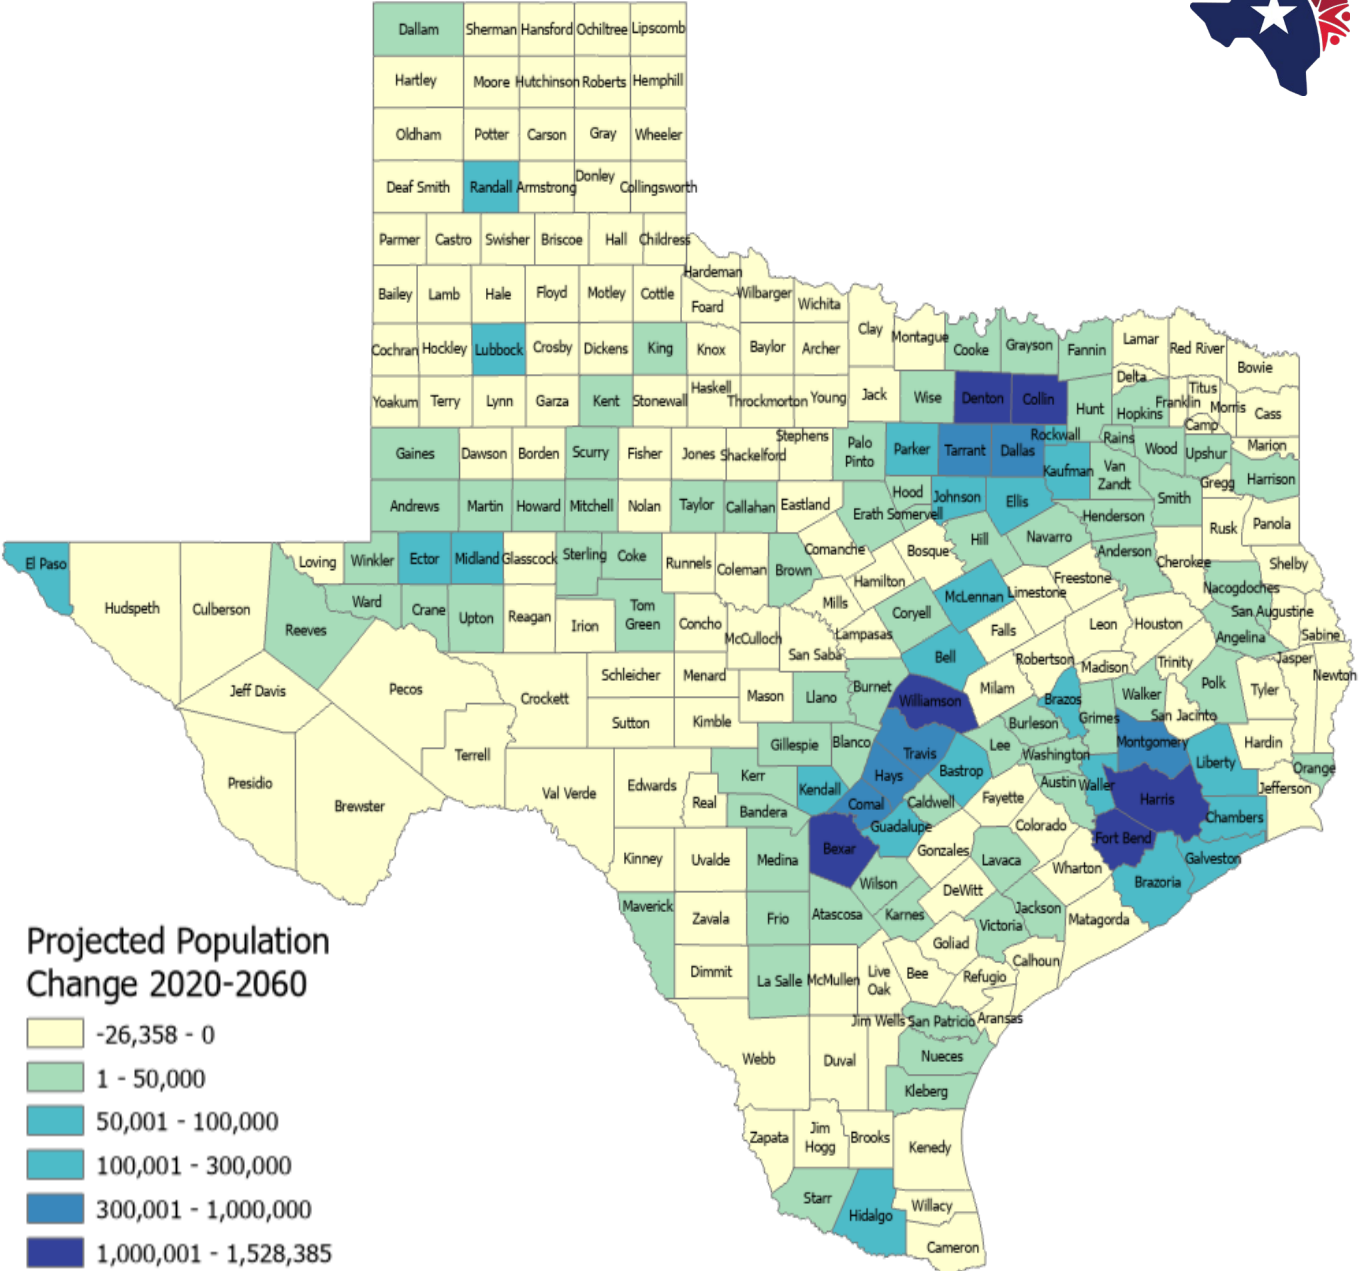 Dallam Sherman Hansford Ochiltree Lipscomb
Hartley Moore Hutchinson Roberts Hemphill
Oldham Potter Carson Gray Wheeler
Deaf Smith Randall Armstrong Donley Collingsworth
Parmer Castro Swisher Briscoe Hall Childress
Hardeman
Bailey Lamb Hale Floyd Motley Cottle Foard Wilbarger Wichita
Clay Montague Cooke Grayson Fannin Lamar Red River Bowie
Cochran Hockley Lubbock Crosby Dickens King Knox Baylor Archer
Delta Titus Franklin Morris Cass
Yoakum Terry Lynn Garza Kent Stonewall Haskell Throckmorton Young Jack Wise Denton Collin Hunt Hopkins Camp
Gaines Dawson Borden Scurry Fisher Jones Shackelford Stephens Palo
Pinto Parker Tarrant Dallas Rockwall Kaufman Rains Wood Upshur Marion
Van
Zandt Gregg Harrison
Andrews Martin Howard Mitchell Nolan Taylor Callahan Eastland Erath Hood Somervell Johnson Ellis Henderson Smith Rusk Panola
El Paso Hudspeth Culberson Loving Winkler Ector Midland Glasscock Sterling Coke Runnels Coleman Brown Comanche Bosque Hill Navarro Anderson Cherokee Shelby
Hamilton McLennan Limestone Freestone Nacogdoches
Reeves Ward Crane Upton Reagan Irion Tom
Green Concho McCulloch San Saba Mills Lampasas Coryell Falls Leon Houston Angelina San Augustine Sabine
Jeff Davis Pecos Crockett Schleicher Menard Mason Llano Burnet Bell Milam Robertson Madison Trinity Polk Tyler Jasper Newton
Sutton Kimble Williamson Brazos Grimes Walker San Jacinto
Presidio Brewster Terrell Val Verde Edwards Real Kerr Gillespie Blanco Travis Lee Burleson Washington Montgomery Liberty Hardin Orange
Bandera Kendall Hays Comal Bastrop Caldwell Fayette Austin Waller Harris Chambers Jefferson
Kinney Uvalde Medina Bexar Guadalupe Gonzales Lavaca Colorado Wharton Fort Bend Brazoria Galveston
Maverick Zavala Frio Atascosa Wilson Karnes DeWitt Victoria Jackson Matagorda
Dimmit La Salle McMullen Live
Oak Bee Goliad Refugio Calhoun
Jim Wells San Patricio Aransas
Webb Duval Nueces
Kleberg
Zapata Jim
Hogg Brooks Kenedy
Starr Hidalgo Willacy
Cameron
Projected Population
Change 2020-2060
-26,358 - 0
1 - 50,000
50,001 - 100,000
100,001 - 300,000
300,001 - 1,000,000
1,000,001 - 1,528,385